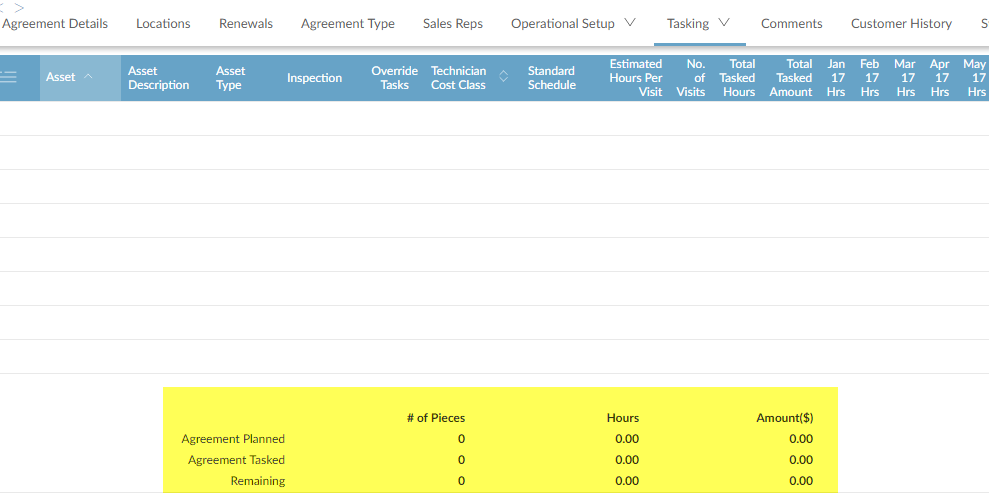 Agreement Details Locations Renewals Agreement Type Sales Reps Operational Setup Tasking Comments Customer History S
Asset Asset Description Asset Type Inspection Override Tasks Technician Cost Class Standard Schedule Estimated Hours Per Visit No. of Visits Total Tasked Hours Total Tasked Amount Jan 17 Hrs Feb 17 Hrs Mar 17 Hrs Apr 17 Hrs May 17 Hrs
# of Pieces Hours Amount($)
Agreement Planned 0 0.00 0.00
Agreement Tasked 0 0.00 0.00
Remaining 0 0.00 0.00